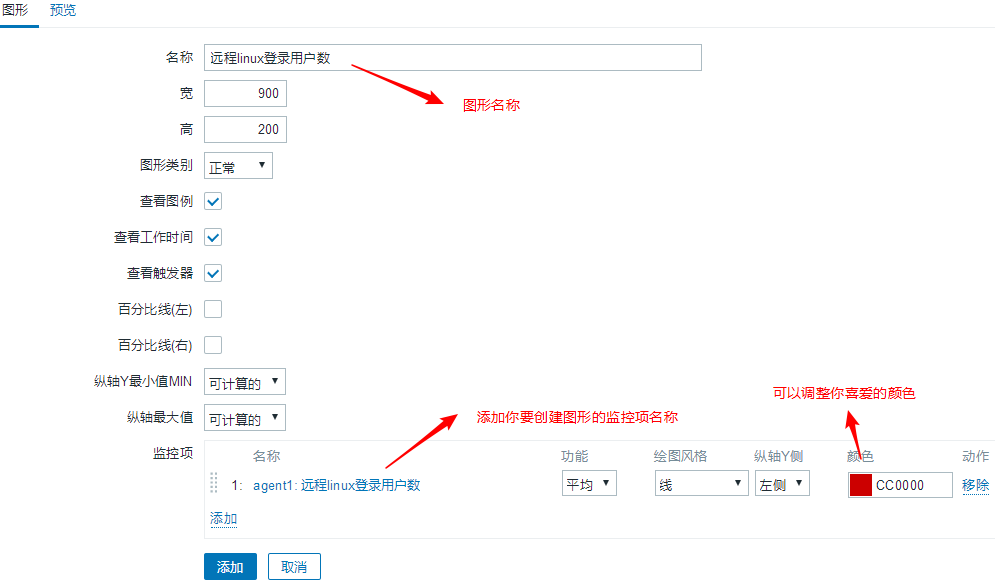 图形 预览
名称 远程linux登录用户数
图形名称
宽 900
高 200
图形类别 正常
查看图例
查看工作时间
查看触发器
百分比线(左)
百分比线(右)
纵轴Y最小值MIN 可计算的
可以调整你喜爱的颜色
纵轴最大值 可计算的
添加你要创建图形的监控项名称
监控项 名称 功能 绘图风格 纵轴Y侧 颜色 动作
1: agent1: 远程linux登录用户数 平均 线 左侧 CC0000 移除
添加
添加 取消